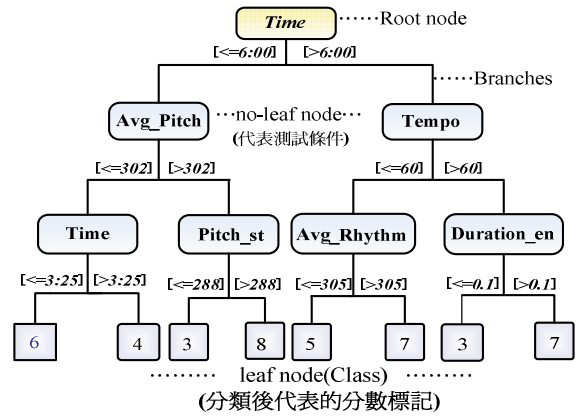 Time ······Root node
[<=6:00] [>6:00]
······Branches
Avg_Pitch ···no-leaf node··· Tempo
(代表測試條件)
[<=302] [>302] [<=60] [>60]
Time Pitch_st Avg_Rhythm Duration_en
[<=3:25] [>3:25] [<=288] [>288] [<=305] [>305] [<=0.1] [>0.1]
6 4 3 8 5 7 3 7
········ leaf node(Class) ········
(分類後代表的分數標記)